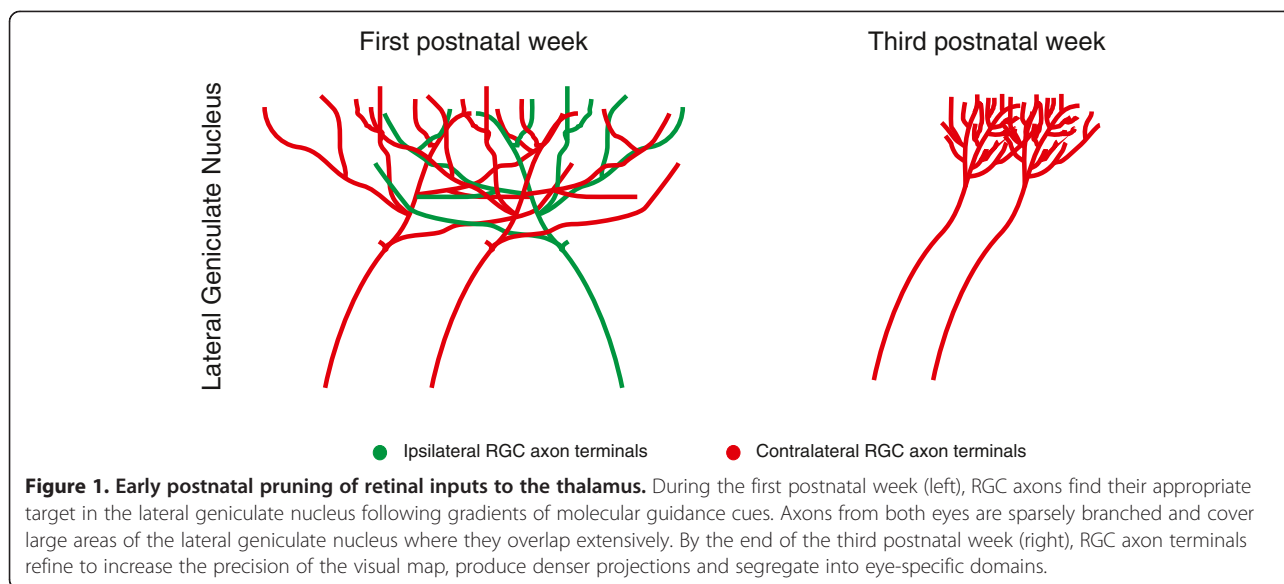 First postnatal week
Third postnatal week
Lateral Geniculate Nucleus
Ipsilateral RGC axon terminals
Contralateral RGC axon terminals
Figure 1. Early postnatal pruning of retinal inputs to the thalamus. During the first postnatal week (left), RGC axons find their appropriate
target in the lateral geniculate nucleus following gradients of molecular guidance cues. Axons from both eyes are sparsely branched and cover
large areas of the lateral geniculate nucleus where they overlap extensively. By the end of the third postnatal week (right), RGC axon terminals
refine to increase the precision of the visual map, produce denser projections and segregate into eye-specific domains.